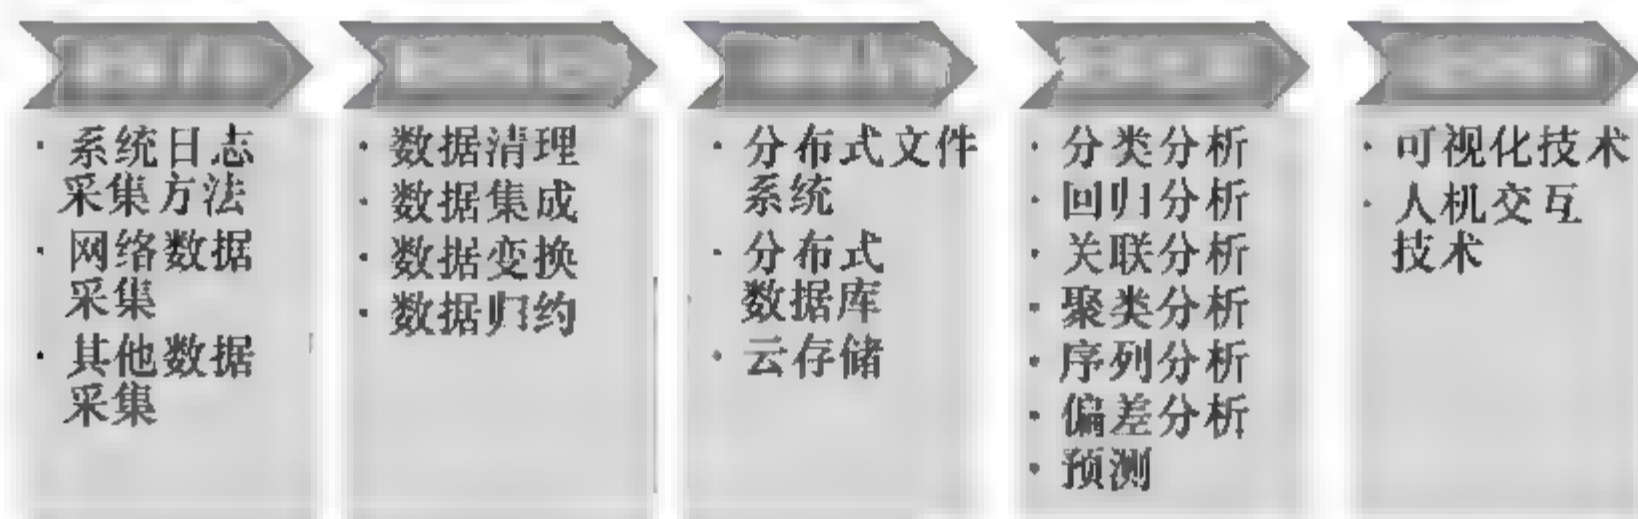 · 系统日志
采集方法
· 网络数据
采集
· 其他数据
采集
· 数据清理
· 数据集成
· 数据变换
· 数据归约
· 分布式文件
系统
· 分布式
数据库
· 云存储
· 分类分析
· 回归分析
· 关联分析
· 聚类分析
· 序列分析
· 偏差分析
· 预测
· 可视化技术
· 人机交互
技术